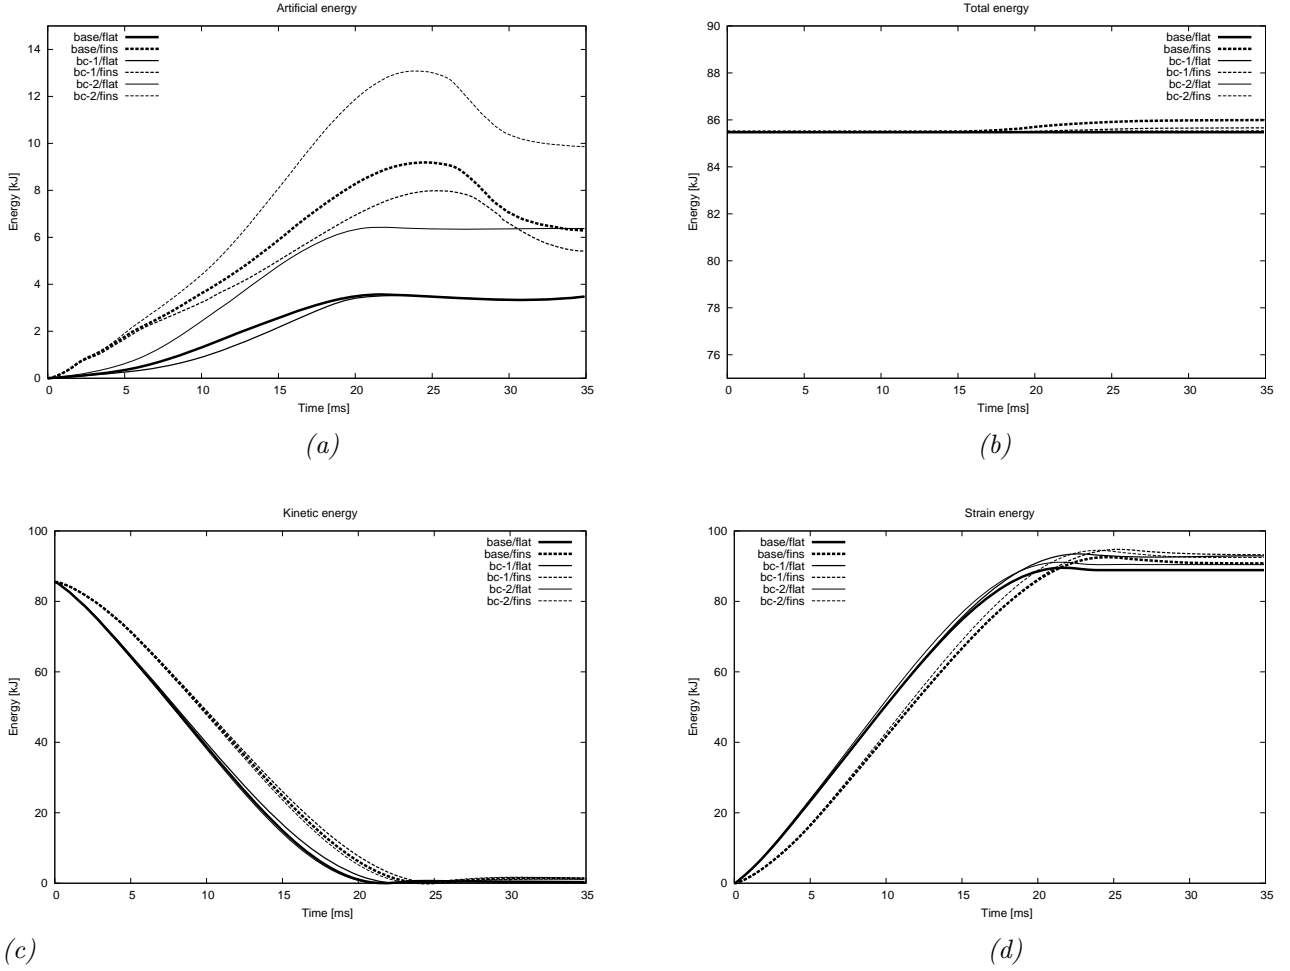 Artificial energy
Energy [kJ]
14
12
10
8
6
4
2
0
base/flat
base/fins
bc-1/flat
bc-1/fins
bc-2/flat
bc-2/fins
0 5 10 15 20 25 30 35
Time [ms]
(a)
Total energy
Energy [kJ]
90
88
86
84
82
80
78
76
base/flat
base/fins
bc-1/flat
bc-1/fins
bc-2/flat
bc-2/fins
0 5 10 15 20 25 30 35
Time [ms]
(b)
Kinetic energy
Energy [kJ]
100
80
60
40
20
0
base/flat
base/fins
bc-1/flat
bc-1/fins
bc-2/flat
bc-2/fins
0 5 10 15 20 25 30 35
Time [ms]
(c)
Strain energy
Energy [kJ]
100
80
60
40
20
0
base/flat
base/fins
bc-1/flat
bc-1/fins
bc-2/flat
bc-2/fins
0 5 10 15 20 25 30 35
Time [ms]
(d)